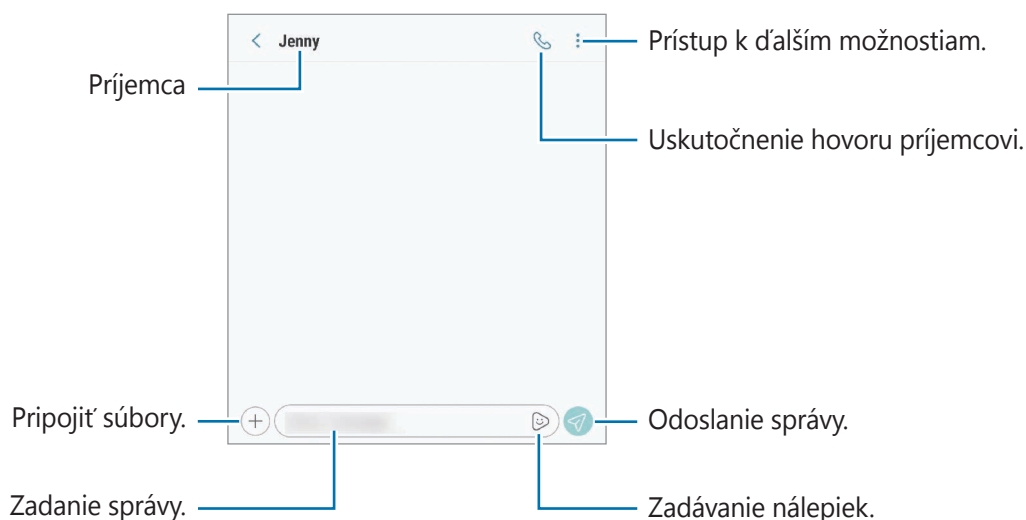 Jenny
Prístup k ďalším možnostiam.
Príjemca
Uskutočnenie hovoru príjemcovi.
Pripojiť súbory.
Odoslanie správy.
Zadanie správy.
Zadávanie nálepiek.